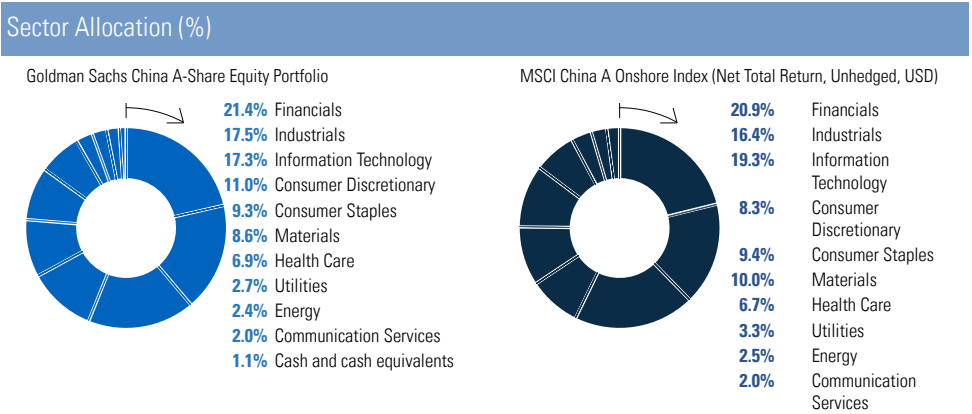 Sector Allocation (%)
Goldman Sachs China A-Share Equity Portfolio
21.4% Financials
17.5% Industrials
17.3% Information Technology
11.0% Consumer Discretionary
9.3% Consumer Staples
8.6% Materials
6.9% Health Care
2.7% Utilities
2.4% Energy
2.0% Communication Services
1.1% Cash and cash equivalents
MSCI China A Onshore Index (Net Total Return, Unhedged, USD)
20.9% Financials
16.4% Industrials
19.3% Information
Technology
8.3% Consumer
Discretionary
9.4% Consumer Staples
10.0% Materials
6.7% Health Care
3.3% Utilities
2.5% Energy
2.0% Communication
Services